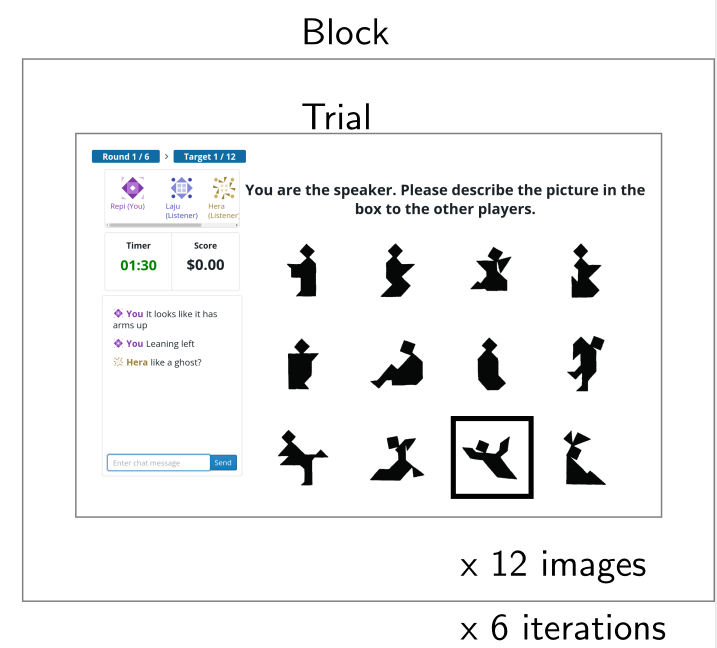 Block
Trial
Round 1 / 6 > Target 1 / 12
Repi (You)
Laju
(Listener)
Hera
(Listener
You are the speaker. Please describe the picture in the
box to the other players.
Timer
Score
01:30
$0.00
You It looks like it has
arms up
You Leaning left
Hera like a ghost?
Enter chat message
Send
x 12 images
x 6 iterations